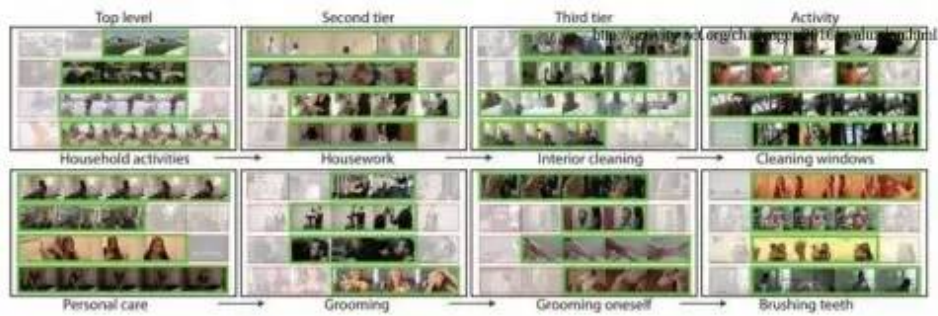 Top level Second tier Third tier Activity
Household activities Housework Interior cleaning Cleaning windows
Personal care Grooming Grooming oneself Brushing teeth